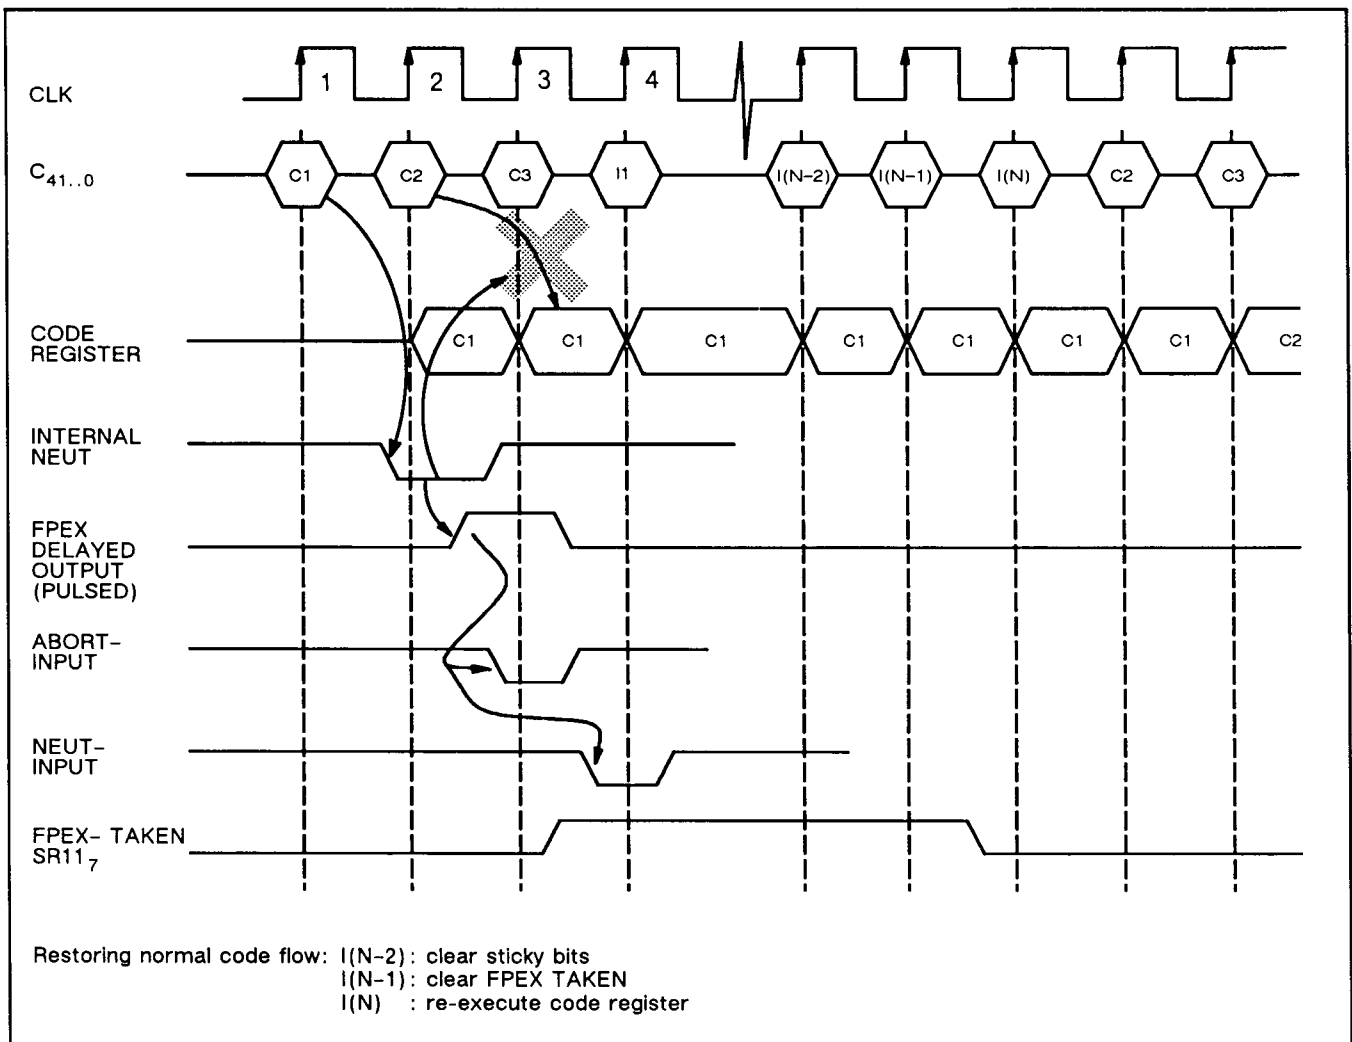 1 2 3 4
CLK
C41..0
C1 C2 C3 I1 I(N-2) I(N-1) I(N) C2 C3
CODE
REGISTER
C1 C1 C1 C1 C1 C1 C1 C2
INTERNAL
NEUT
FPEX
DELAYED
OUTPUT
(PULSED)
ABORT-
INPUT
NEUT-
INPUT
FPEX- TAKEN
SR117
Restoring normal code flow: I(N-2): clear sticky bits
I(N-1): clear FPEX TAKEN
I(N) : re-execute code register